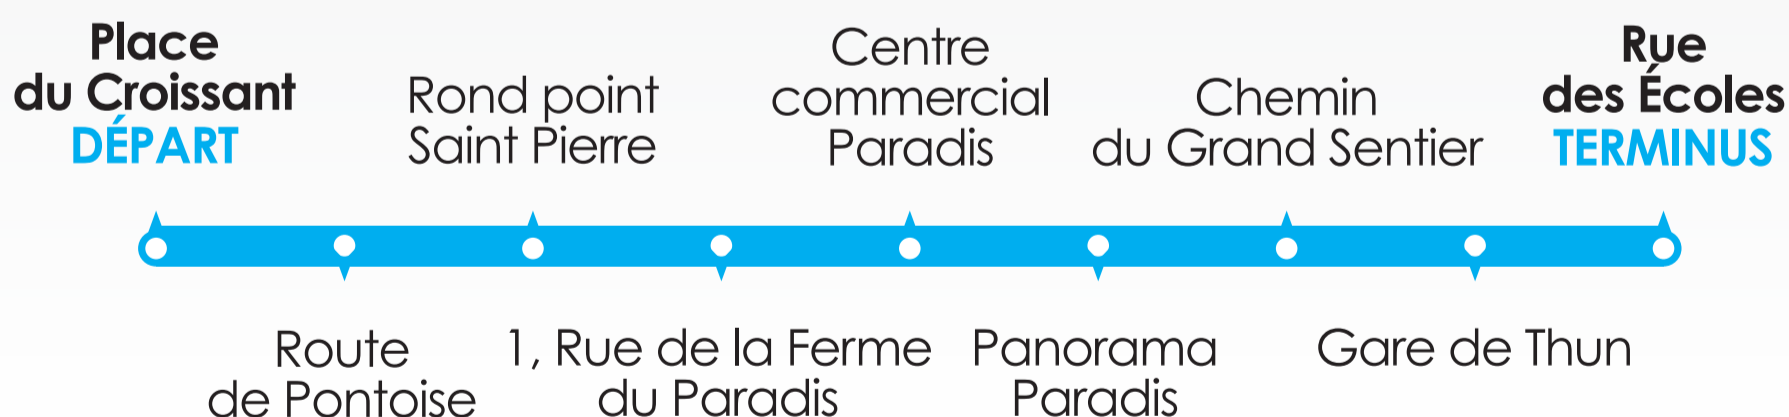 Place
du Croissant
DÉPART
Route
de Pontoise
Rond point
Saint Pierre
1, Rue de la Ferme
du Paradis
Centre
commercial
Paradis
Panorama
Paradis
Chemin
du Grand Sentier
Gare de Thun
Rue
des Écoles
TERMINUS